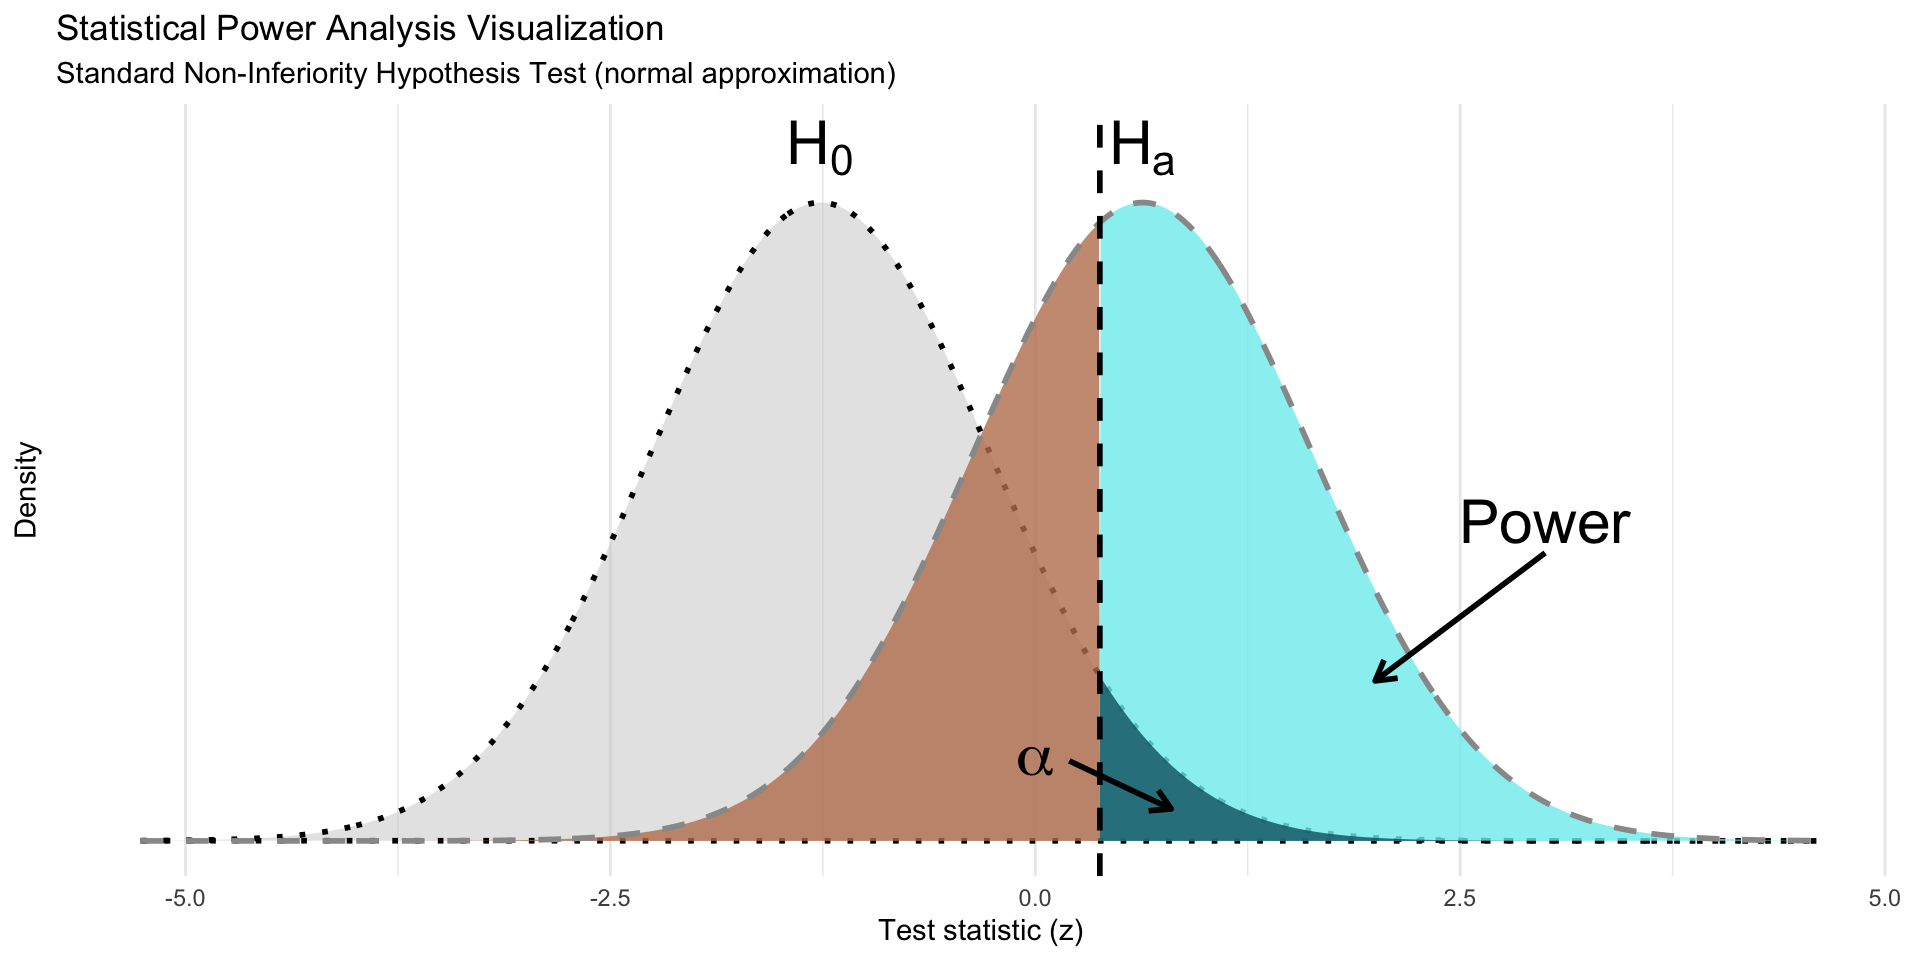 Statistical Power Analysis Visualization
Standard Non-Inferiority Hypothesis Test (normal approximation)
H₀
Hₐ
Power
α
Density
-5.0 -2.5 0.0 2.5 5.0
Test statistic (z)